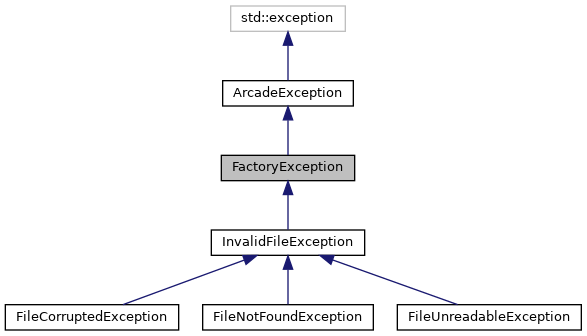 std::exception
ArcadeException
FactoryException
InvalidFileException
FileCorruptedException
FileNotFoundException
FileUnreadableException